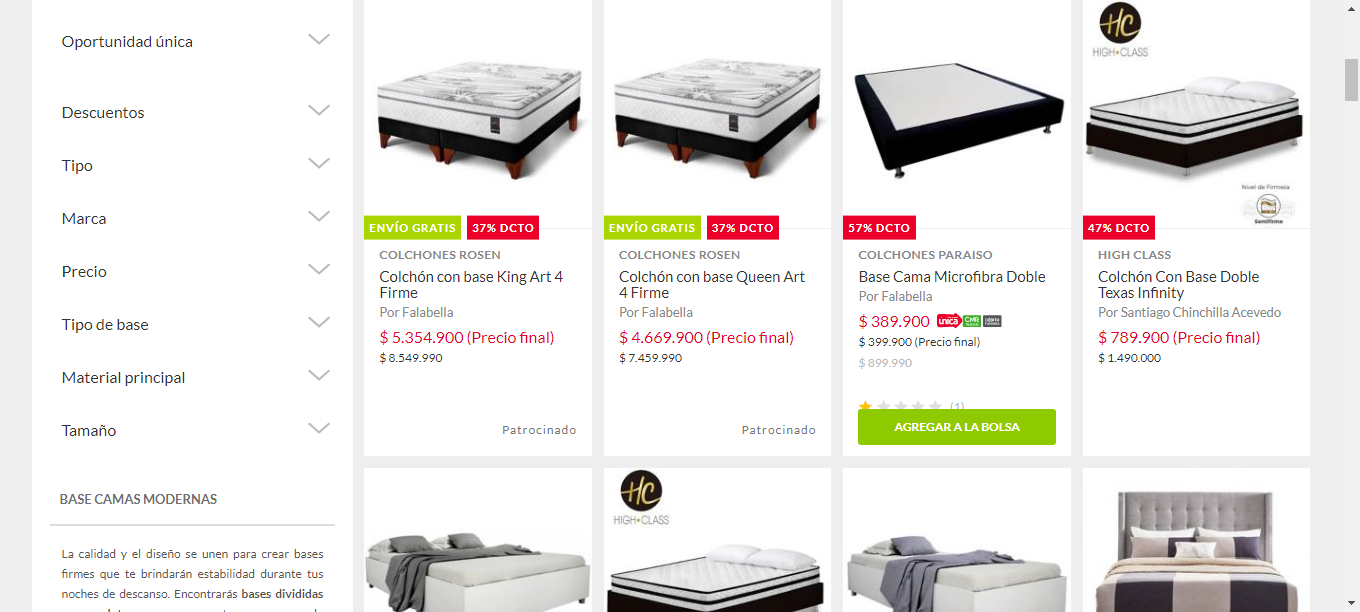 Oportunidad única
Descuentos
Tipo
Marca
Precio
Tipo de base
Material principal
Tamaño
BASE CAMAS MODERNAS
La calidad y el diseño se unen para crear bases
firmes que te brindarán estabilidad durante tus
noches de descanso. Encontrarás bases divididas
ENVÍO GRATIS 37% DCTO
COLCHONES ROSEN
Colchón con base King Art 4
Firme
Por Falabella
$ 5.354.900 (Precio final)
$ 8.549.990
Patrocinado
ENVÍO GRATIS 37% DCTO
COLCHONES ROSEN
Colchón con base Queen Art
4 Firme
Por Falabella
$ 4.669.900 (Precio final)
$ 7.459.990
Patrocinado
57% DCTO
COLCHONES PARAISO
Base Cama Microfibra Doble
Por Falabella
$ 389.900 única CMR
$ 399.900 (Precio final)
$ 899.990
(1)
AGREGAR A LA BOLSA
HC
HIGH CLASS
Nivel de Firmeza
Semifirme
47% DCTO
HIGH CLASS
Colchón Con Base Doble
Texas Infinity
Por Santiago Chinchilla Acevedo
$ 789.900 (Precio final)
$ 1.490.000
HC
HIGH CLASS